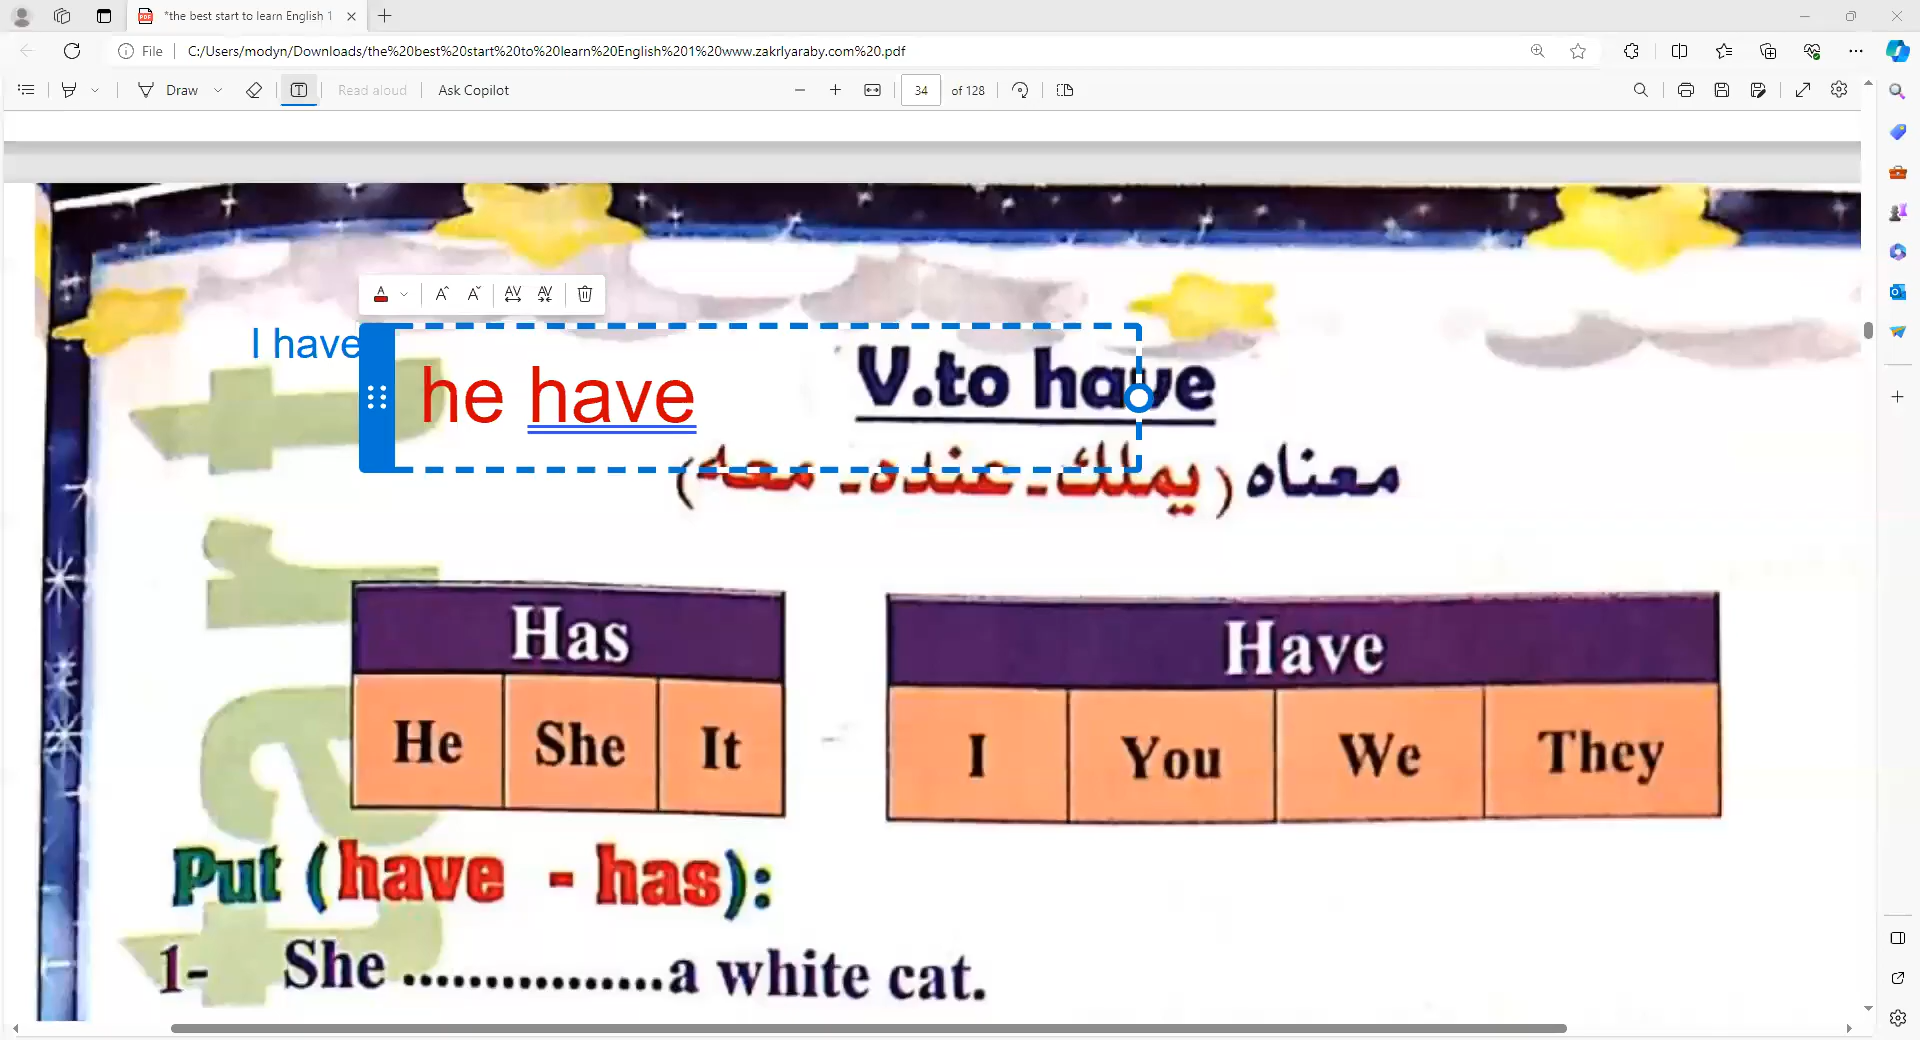 *the best start to learn English 1
File
C:/Users/modyn/Downloads/the%20best%20start%20to%20learn%20English%201%20www.zakrlyaraby.com%20.pdf
Draw
Read aloud
Ask Copilot
34 of 128
I have
he have
V.to have
معناه (يملك-عنده-معه)
Has
He She It
Have
I You We They
Put (have - has):
1- She ................a white cat.
tart